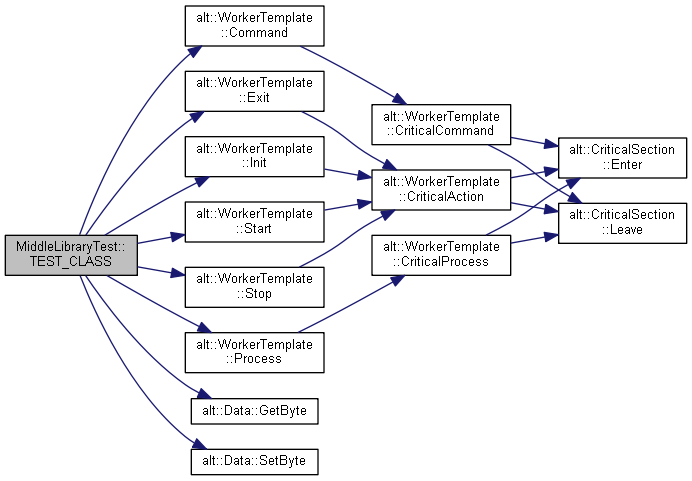 alt::WorkerTemplate
::Command
alt::WorkerTemplate
::Exit
alt::WorkerTemplate
::CriticalCommand
alt::WorkerTemplate
::Init
alt::CriticalSection
::Enter
alt::WorkerTemplate
::CriticalAction
alt::WorkerTemplate
::Start
alt::CriticalSection
::Leave
MiddleLibraryTest::
TEST_CLASS
alt::WorkerTemplate
::CriticalProcess
alt::WorkerTemplate
::Stop
alt::WorkerTemplate
::Process
alt::Data::GetByte
alt::Data::SetByte